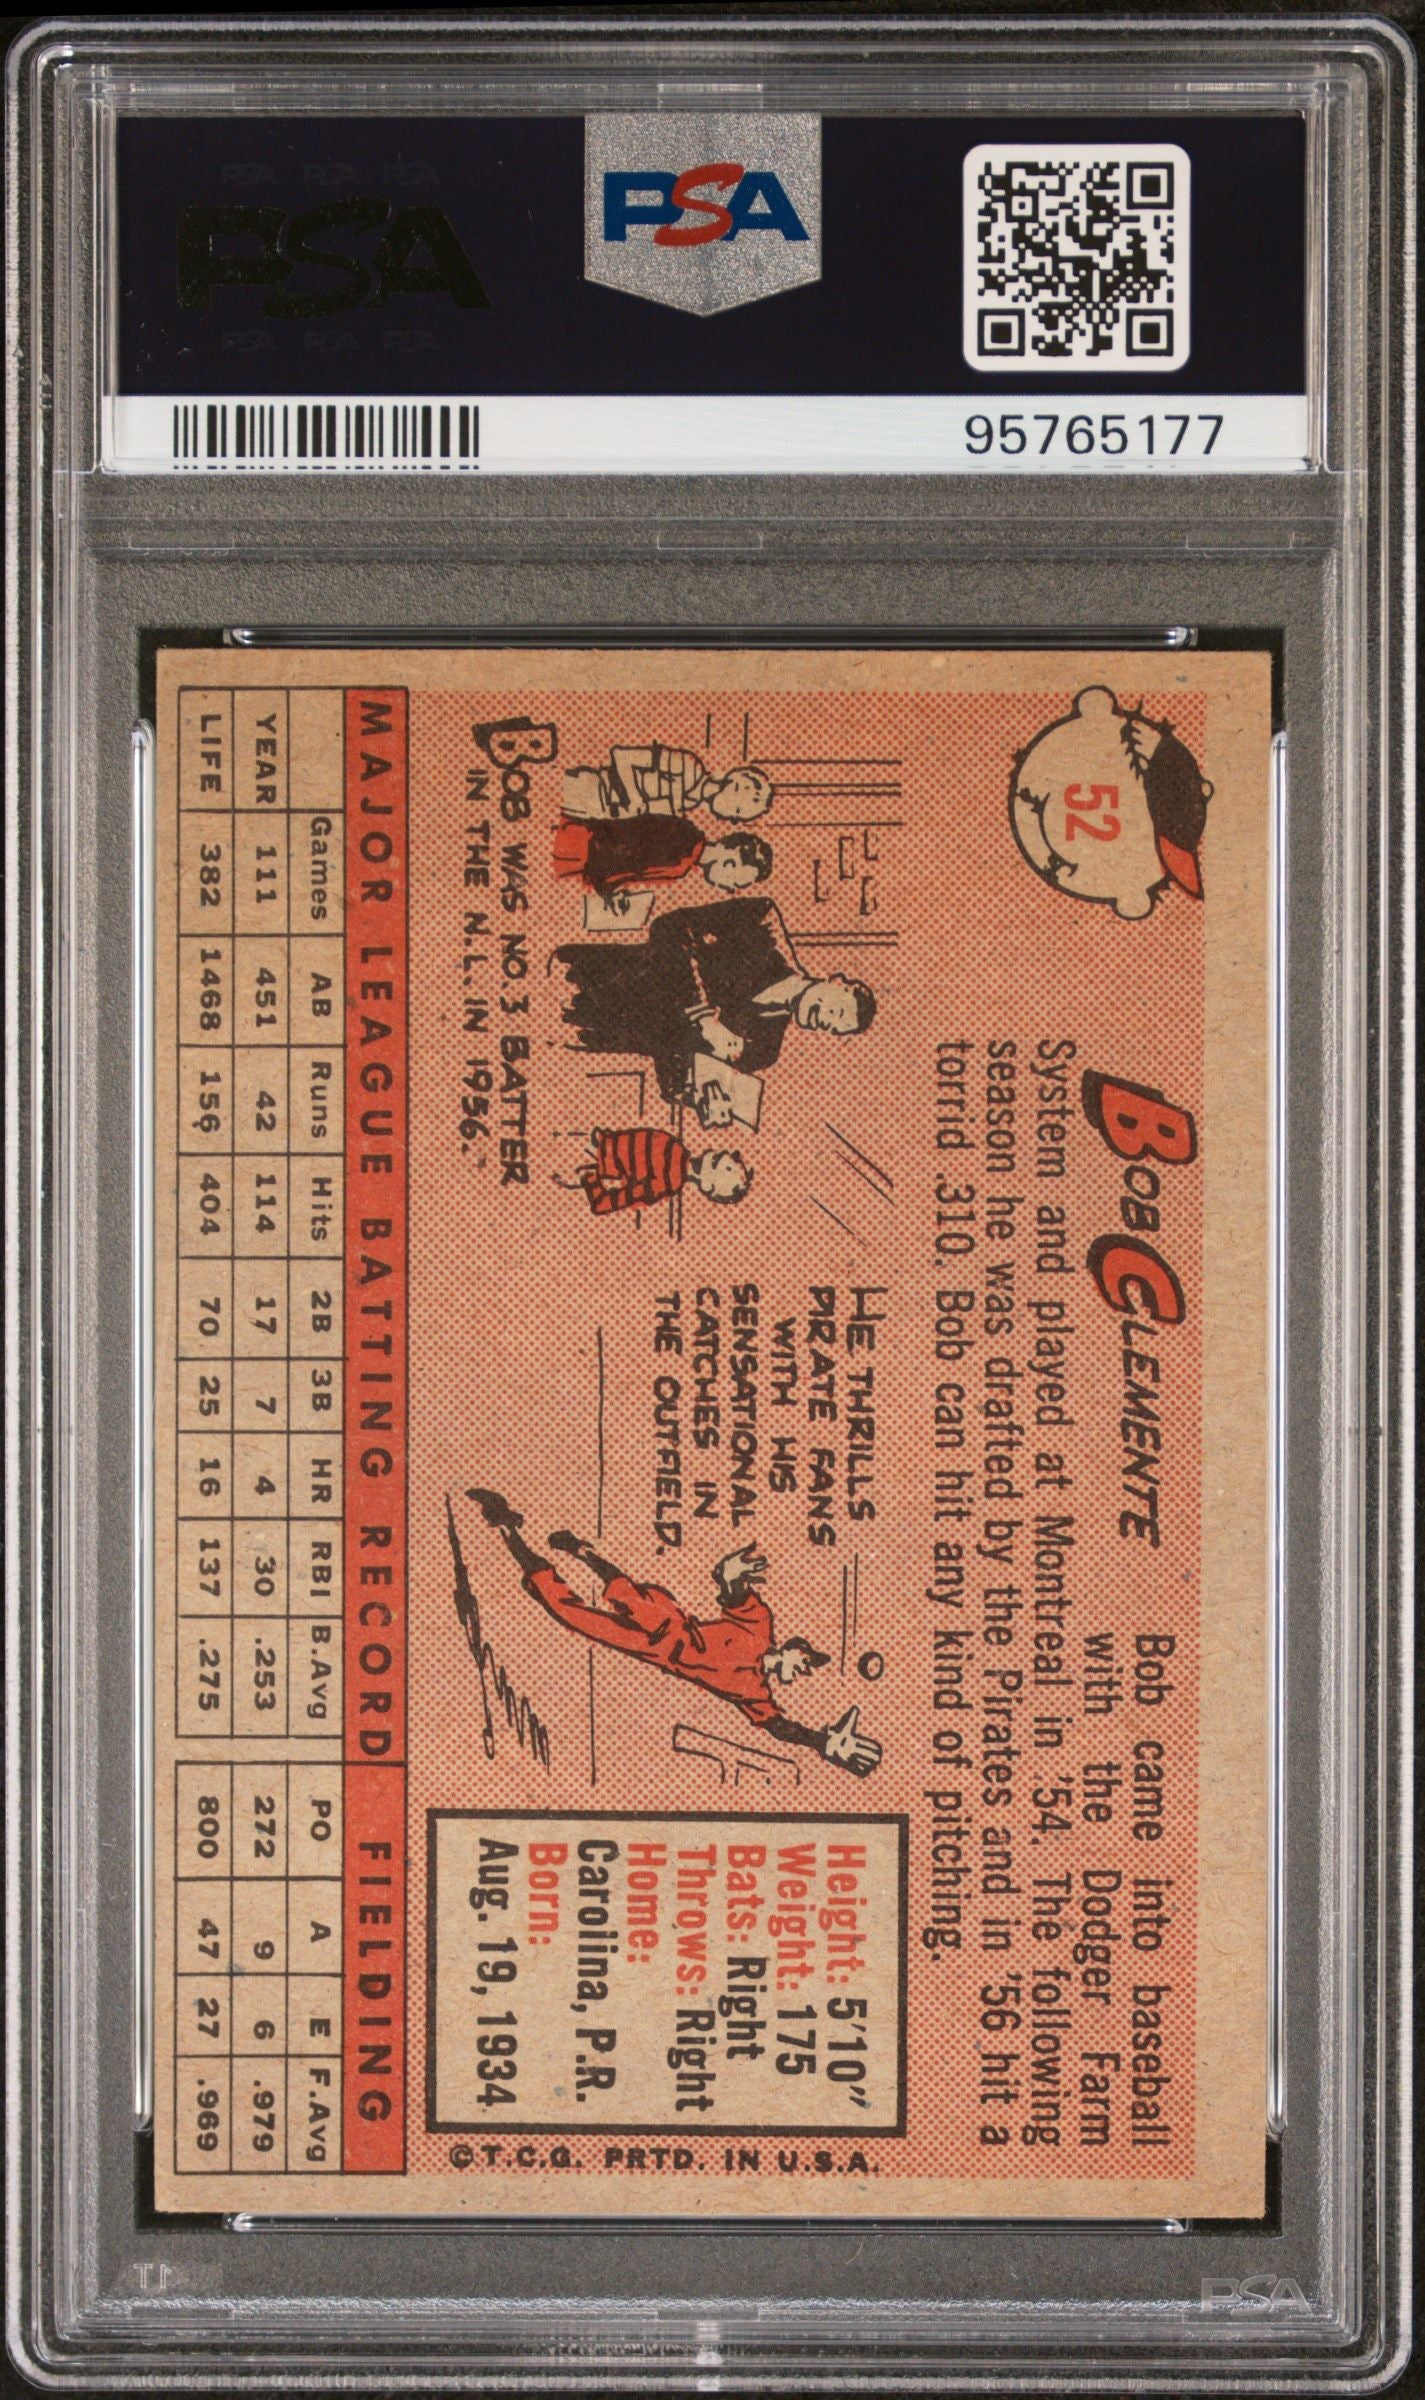 PSA PSA PSA
PSA
PSA PSA PSA
PSA
95765177
52
BOB CLEMENTE
Bob came into baseball
with the Dodger Farm
System and played at Montreal in '54. The following
season he was drafted by the Pirates and in '56 hit a
torrid .310. Bob can hit any kind of pitching.
BOB WAS NO. 3 BATTER
IN THE N.L. IN 1956.
HE THRILLS
PIRATE FANS
WITH HIS
SENSATIONAL
CATCHES IN
THE OUTFIELD.
Height: 5'10"
Weight: 175
Bats: Right
Throws: Right
Home:
Carolina, P.R.
Born:
Aug. 19, 1934
©T.C.G. PRTD. IN U.S.A.
MAJOR LEAGUE BATTING RECORD FIELDING
Games AB Runs Hits 2B 3B HR RBI B.Avg PO A E F.Avg
YEAR 111 451 42 114 17 7 4 30 .253 272 9 6 .979
LIFE 382 1468 156 404 70 25 16 137 .275 800 47 27 .969
PSA